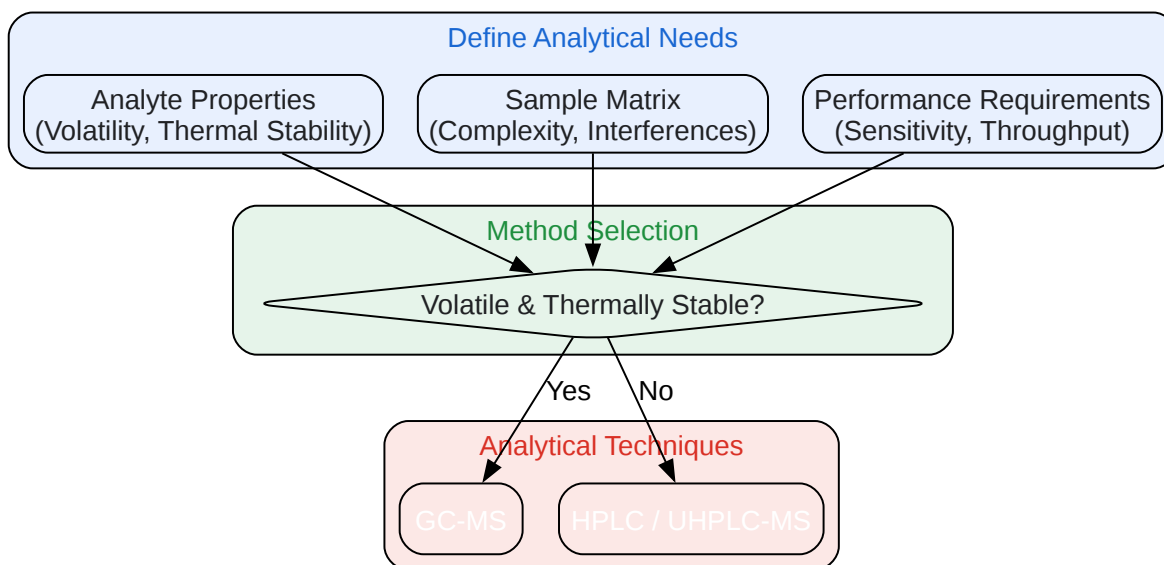 Define Analytical Needs
Analyte Properties
(Volatility, Thermal Stability)
Sample Matrix
(Complexity, Interferences)
Performance Requirements
(Sensitivity, Throughput)
Method Selection
Volatile & Thermally Stable?
Yes
No
Analytical Techniques
GC-MS
HPLC / UHPLC-MS